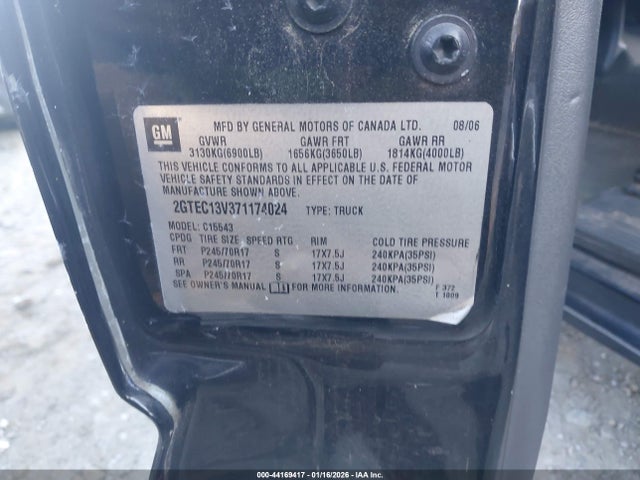 GM
MFD BY GENERAL MOTORS OF CANADA LTD. 08/06
GVWR GAWR FRT GAWR RR
3130KG(6900LB) 1656KG(3650LB) 1814KG(4000LB)
THIS VEHICLE CONFORMS TO ALL APPLICABLE U.S. FEDERAL MOTOR
VEHICLE SAFETY STANDARDS IN EFFECT ON THE DATE OF
MANUFACTURE SHOWN ABOVE.
2GTEC13V371174024 TYPE: TRUCK
MODEL: C15543
CPDG TIRE SIZE SPEED RTG RIM COLD TIRE PRESSURE
FRT P245/70R17 S 17X7.5J 240KPA(35PSI)
RR P245/70R17 S 17X7.5J 240KPA(35PSI)
SPA P245/70R17 S 17X7.5J 240KPA(35PSI)
SEE OWNER'S MANUAL FOR MORE INFORMATION. F 372
T 1009
000-44169417 - 01/16/2026 - IAAI.COM